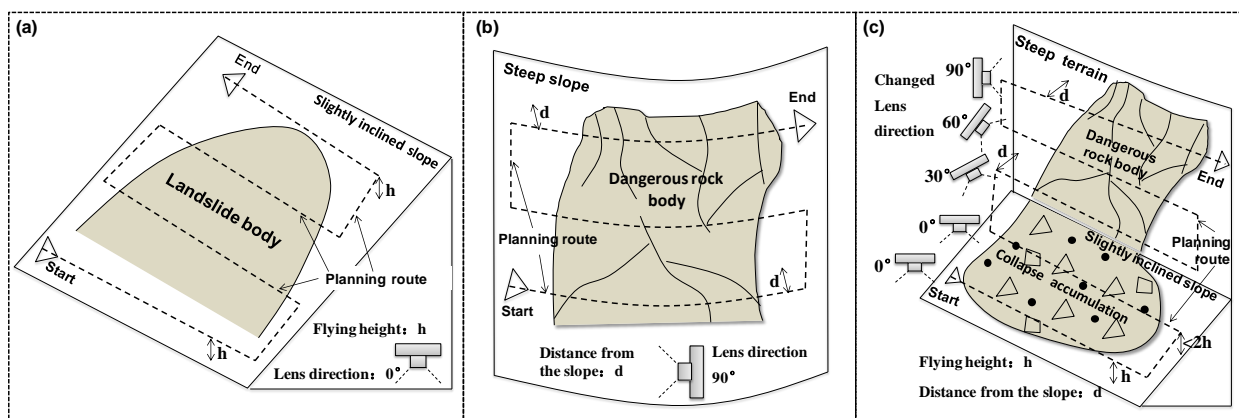 (a)
End
Slightly inclined slope
h
Landslide body
Start
Planning route
h
Flying height：h
Lens direction：0°
(b)
Steep slope
d
End
Dangerous rock
body
Planning route
d
Start
Distance from
the slope：d
Lens direction
90°
(c)
Steep terrain
90°
d
Changed
Lens
direction
60°
d
Dangerous
rock body
End
30°
0°
Slightly inclined slope
Planning
route
0°
Collapse accumulation
Start
<2h
Flying height：h
h
Distance from the slope：d